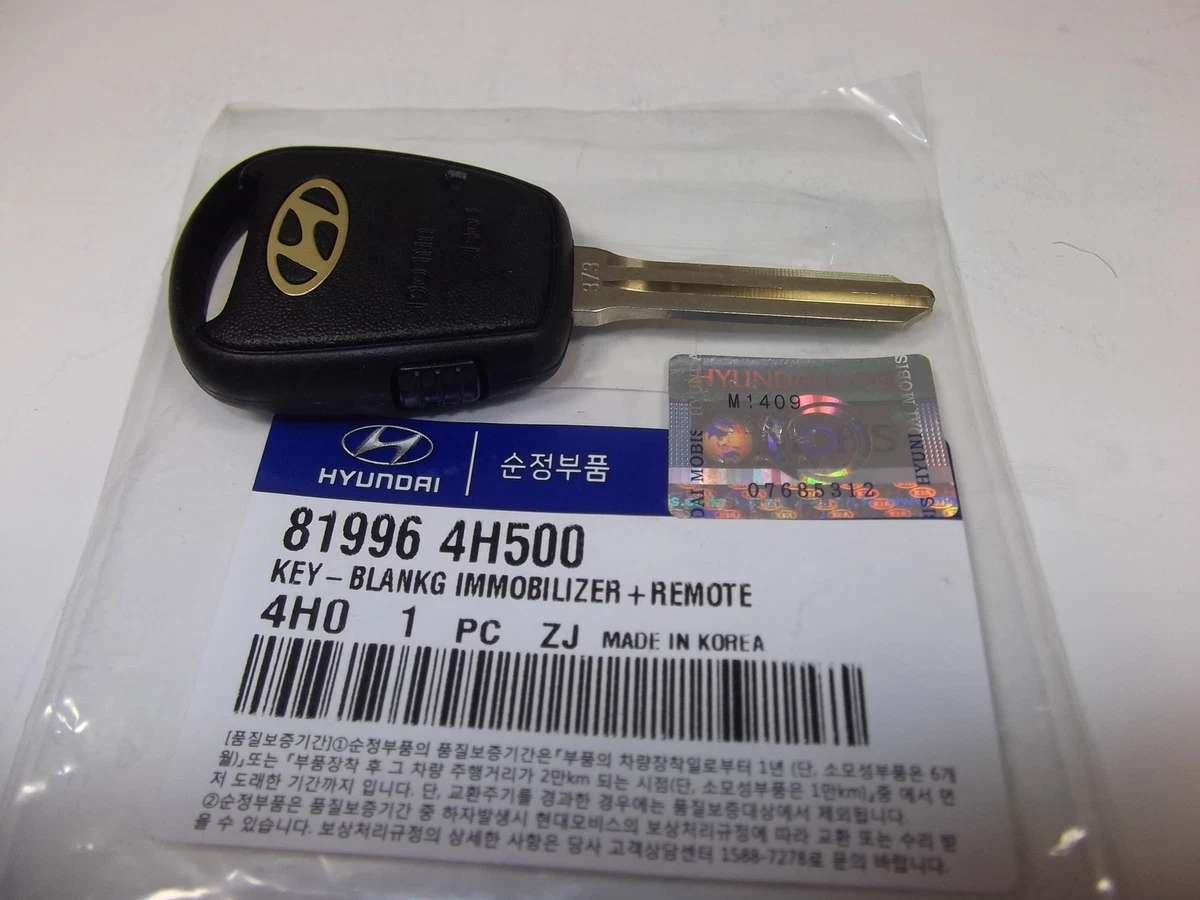 3/3
HYUNDAI MOBIS
M1409
07685312
HYUNDAI
순정부품
81996 4H500
KEY – BLANKG IMMOBILIZER + REMOTE
4H0 1 PC ZJ MADE IN KOREA
[품질보증기간]①순정부품의 품질보증기간은『부품의 차량장착일로부터 1년 (단, 소모성부품은 6개
월)』또는 『부품장착 후 그 차량 주행거리가 2만km 되는 시점(단, 소모성부품은 1만km)』중 에서 먼
저 도래한 기간까지 입니다. 단, 교환주기를 경과한 경우에는 품질보증대상에서 제외됩니다.
②순정부품은 품질보증기간 중 하자발생시 현대모비스의 보상처리규정에 따라 교환 또는 수리 받
을 수 있습니다. 보상처리규정의 상세한 사항은 당사 고객상담센터 1588-7278로 문의 바랍니다.